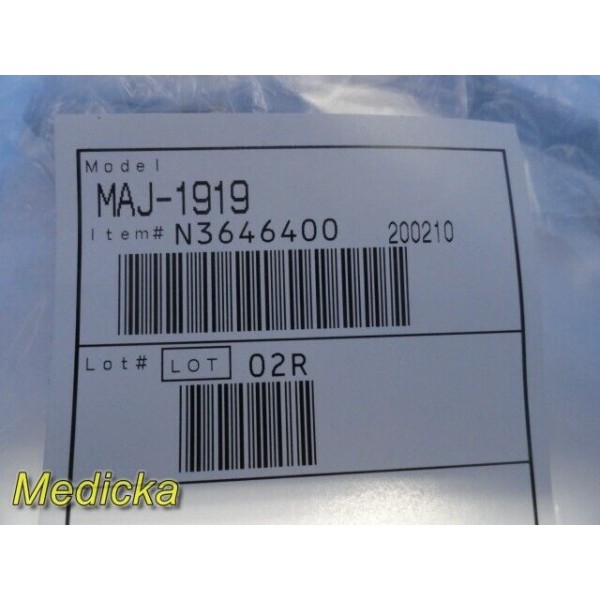 Model
MAJ-1919
Item# N3646400 200210
Lot# LOT 02R
Medicka